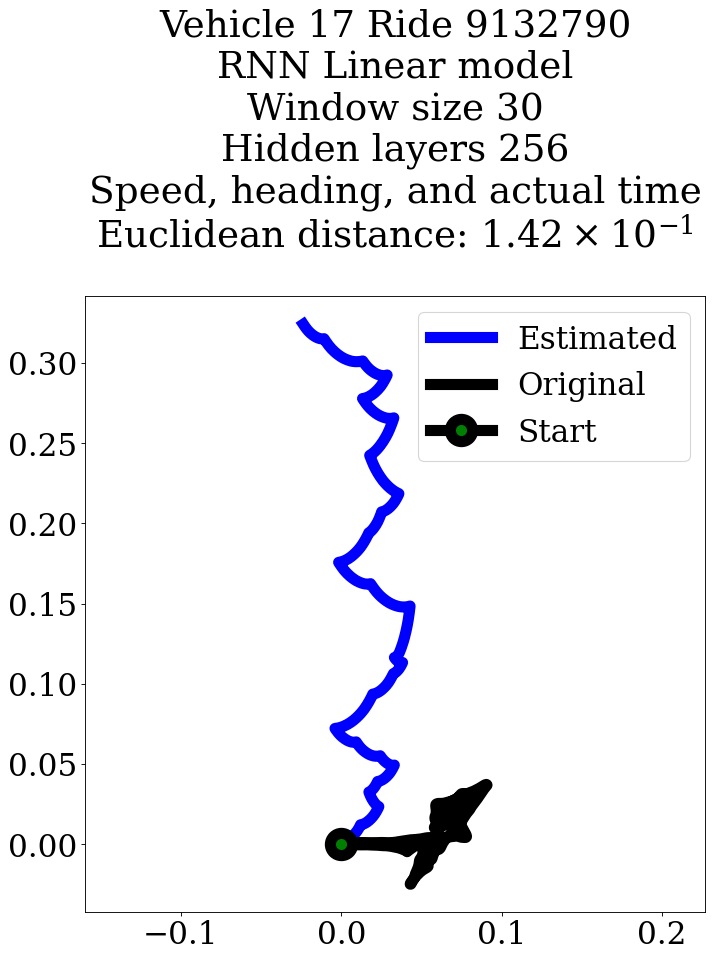 Vehicle 17 Ride 9132790
RNN Linear model
Window size 30
Hidden layers 256
Speed, heading, and actual time
Euclidean distance: 1.42 × 10⁻¹
Estimated
Original
Start
0.30
0.25
0.20
0.15
0.10
0.05
0.00
−0.1
0.0
0.1
0.2